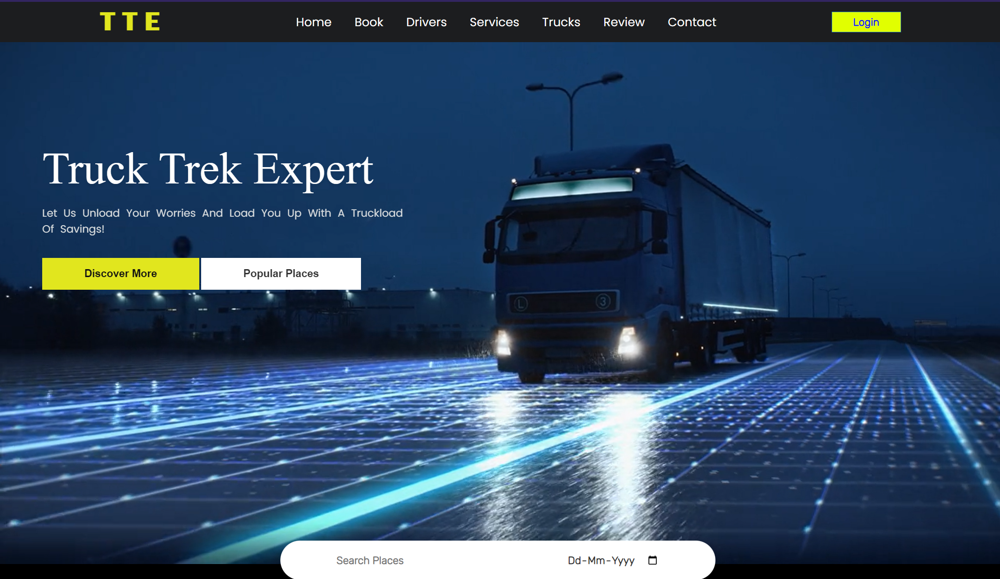 TTE
Home Book Drivers Services Trucks Review Contact
Login
Truck Trek Expert
Let Us Unload Your Worries And Load You Up With A Truckload
Of Savings!
Discover More
Popular Places
L 3
Search Places
Dd-Mm-Yyyy